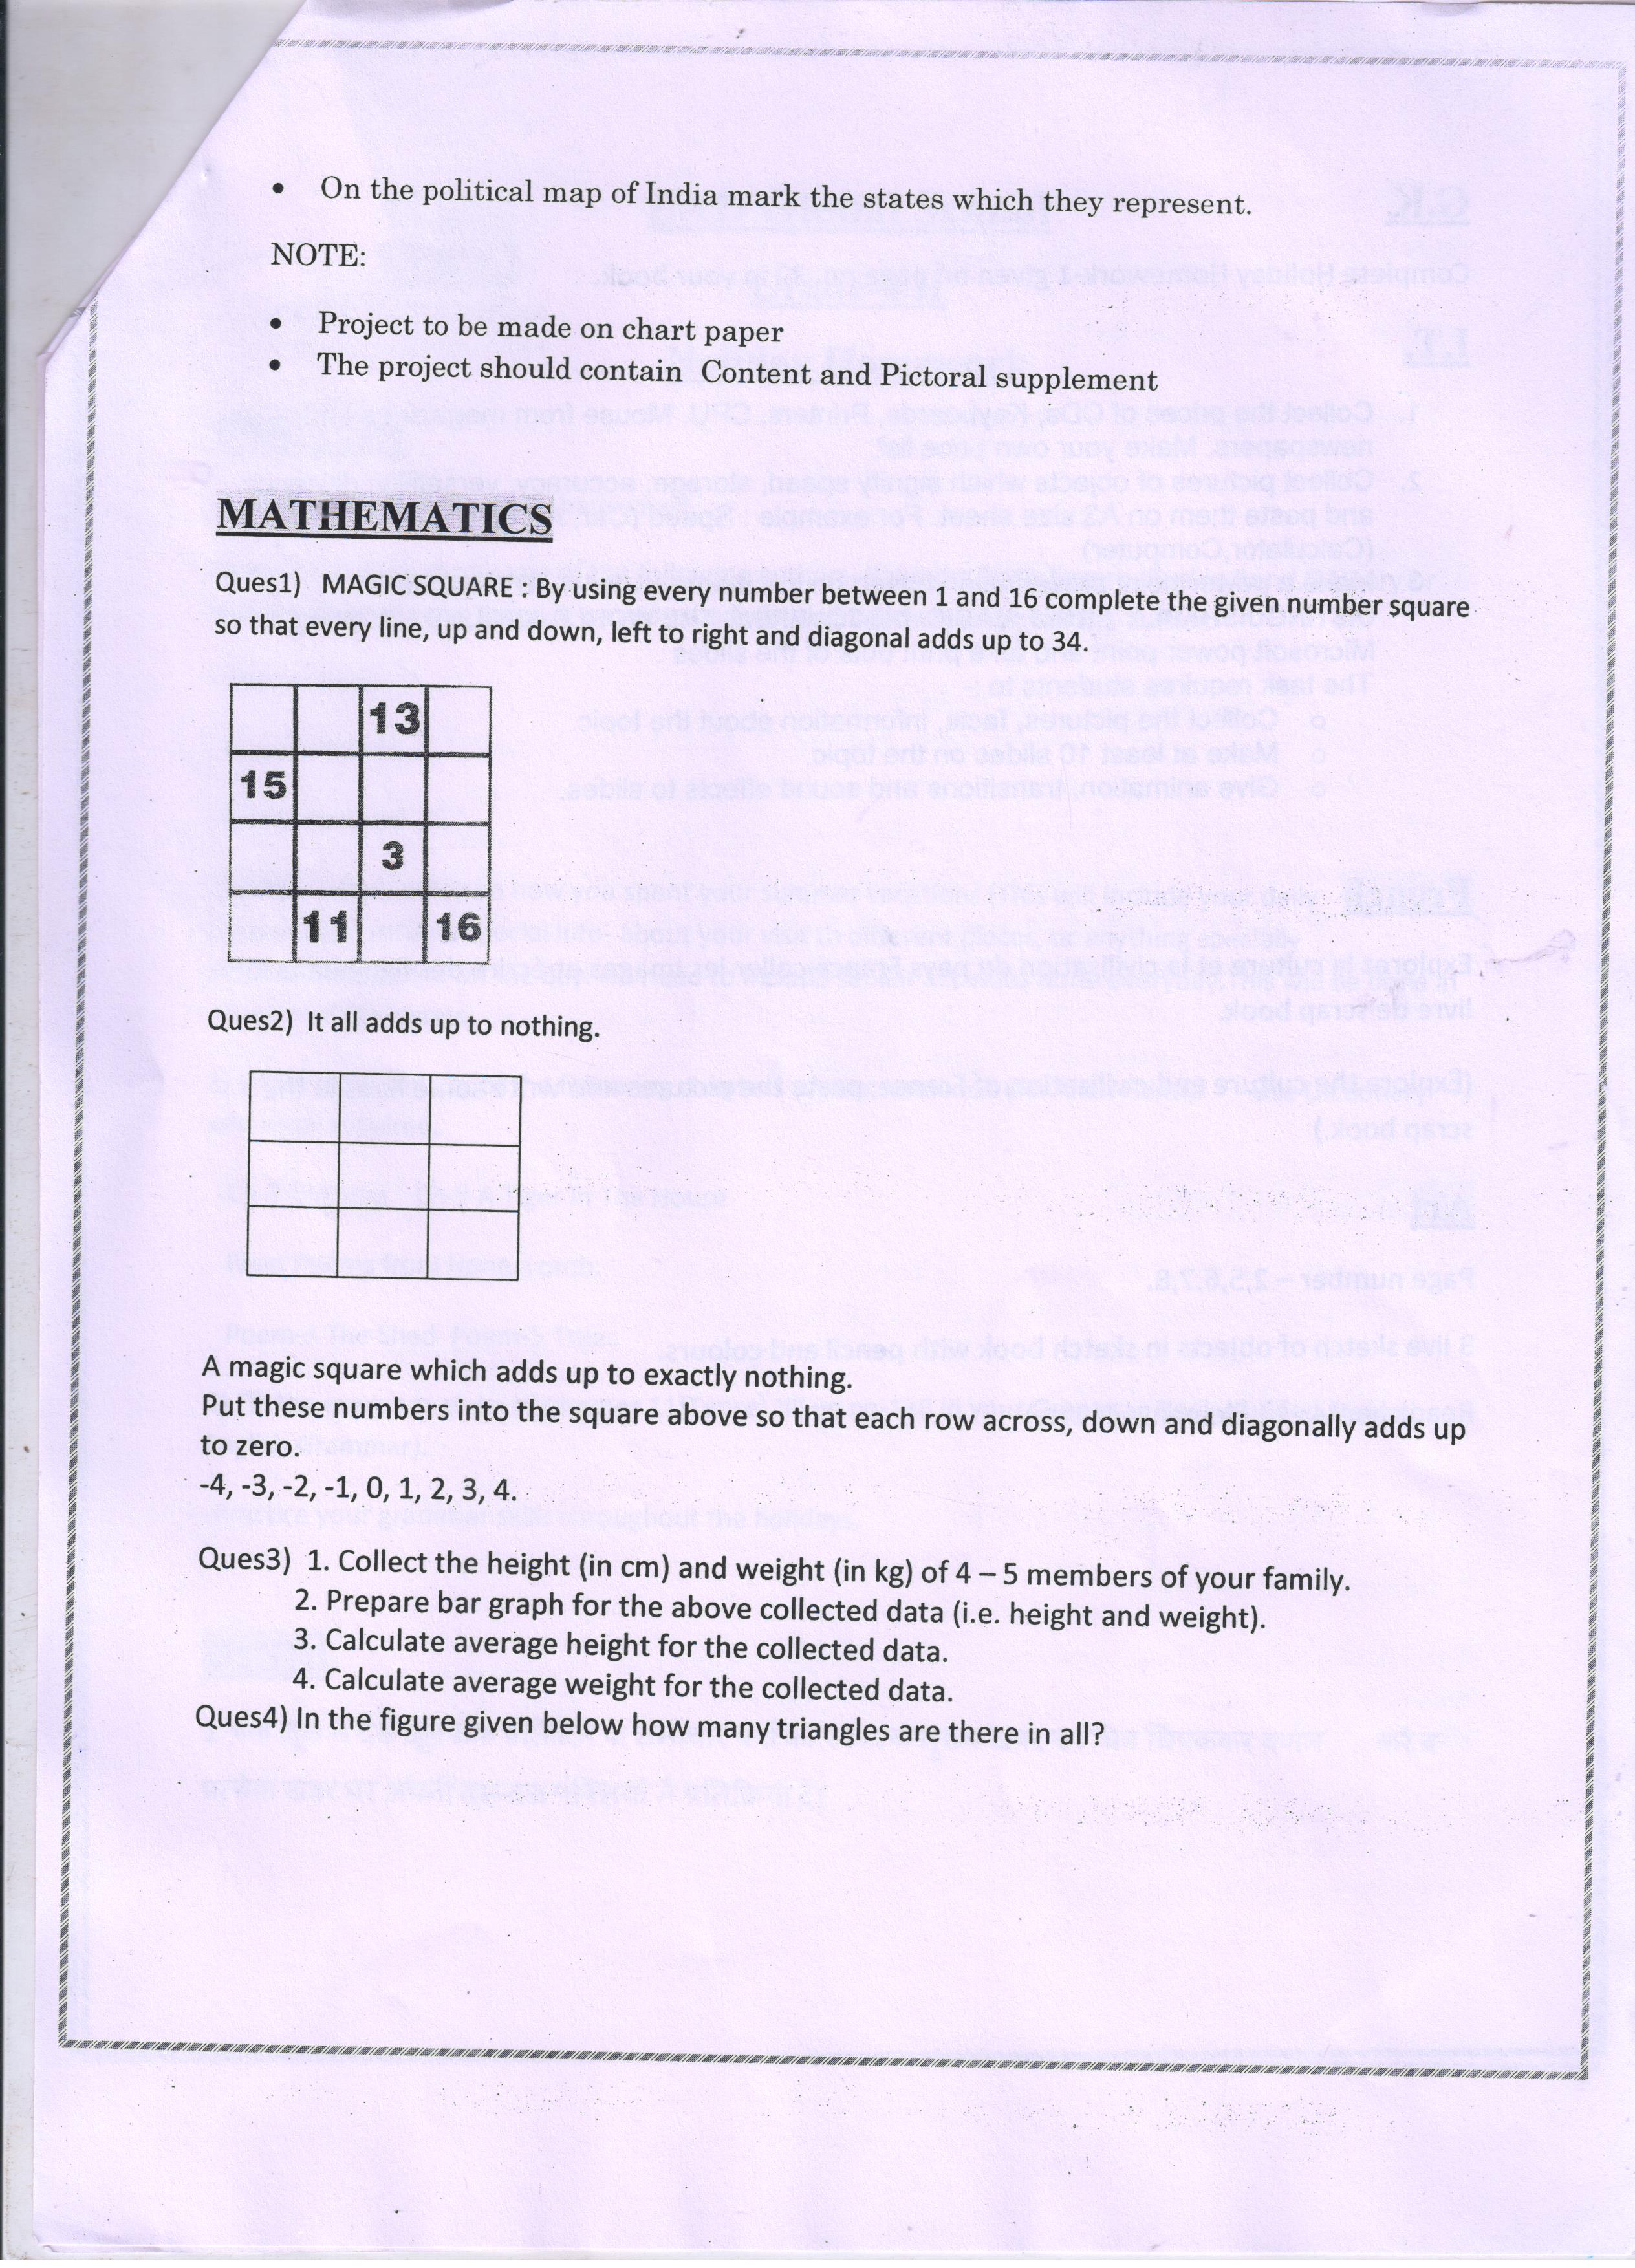 • On the political map of India mark the states which they represent.
NOTE:
• Project to be made on chart paper
• The project should contain Content and Pictoral supplement
MATHEMATICS
Ques1) MAGIC SQUARE : By using every number between 1 and 16 complete the given number square
so that every line, up and down, left to right and diagonal adds up to 34.
13
15
3
11 16
Ques2) It all adds up to nothing.
A magic square which adds up to exactly nothing.
Put these numbers into the square above so that each row across, down and diagonally adds up
to zero.
-4, -3, -2, -1, 0, 1, 2, 3, 4.
Ques3) 1. Collect the height (in cm) and weight (in kg) of 4 – 5 members of your family.
2. Prepare bar graph for the above collected data (i.e. height and weight).
3. Calculate average height for the collected data.
4. Calculate average weight for the collected data.
Ques4) In the figure given below how many triangles are there in all?